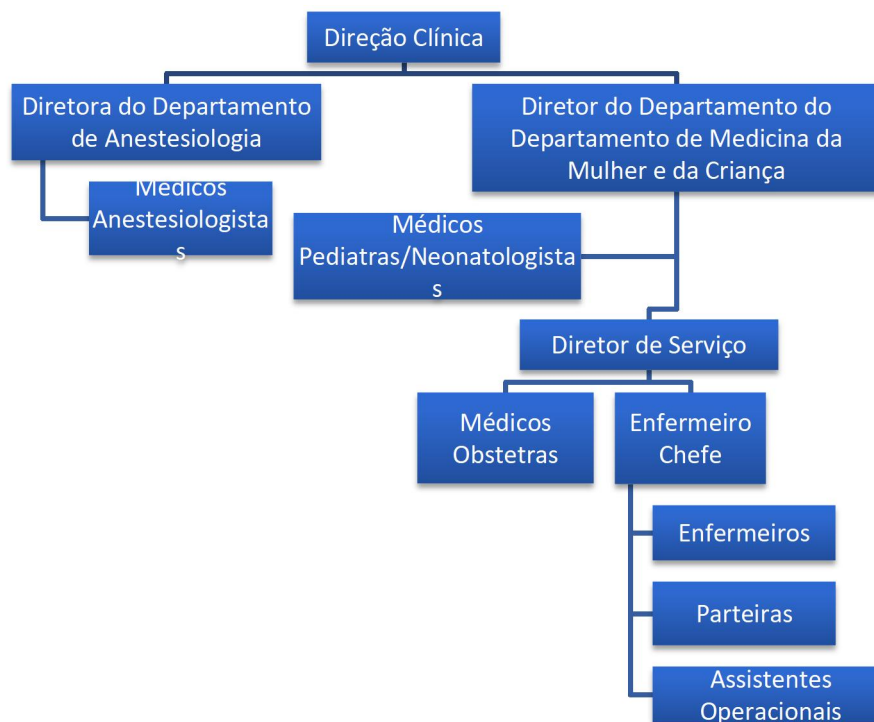 Direção Clínica
Diretora do Departamento
de Anestesiologia
Diretor do Departamento do
Departamento de Medicina da
Mulher e da Criança
Médicos
Anestesiologista
s
Médicos
Pediatras/Neonatologista
s
Diretor de Serviço
Médicos
Obstetras
Enfermeiro
Chefe
Enfermeiros
Parteiras
Assistentes
Operacionais